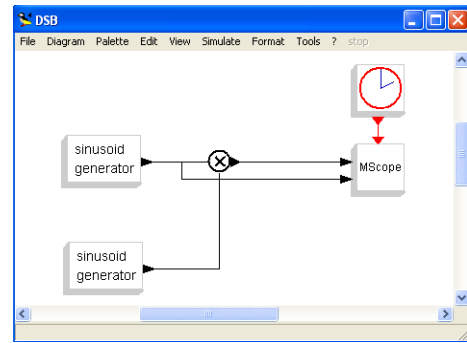 DSB
File Diagram Palette Edit View Simulate Format Tools ? stop
sinusoid
generator
MScope
sinusoid
generator